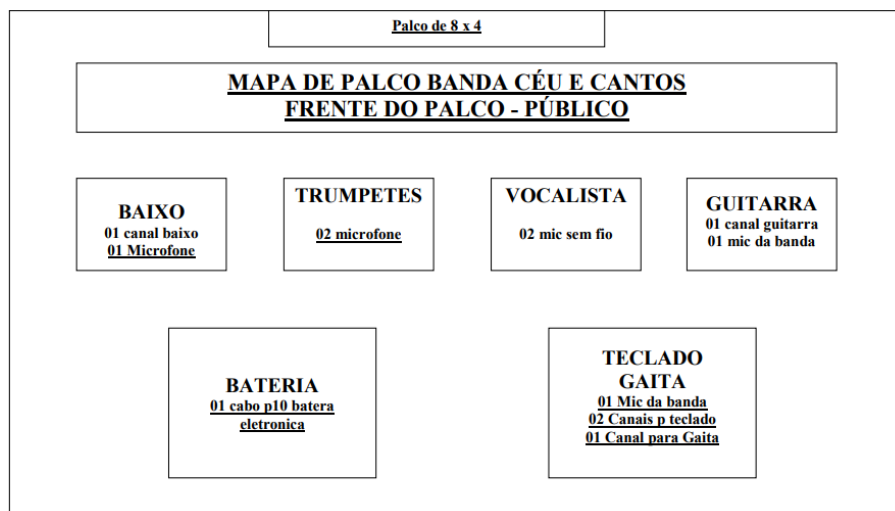 Palco de 8 x 4
MAPA DE PALCO BANDA CÉU E CANTOS
FRENTE DO PALCO - PÚBLICO
BAIXO
01 canal baixo
01 Microfone
TRUMPETES
02 microfone
VOCALISTA
02 mic sem fio
GUITARRA
01 canal guitarra
01 mic da banda
BATERIA
01 cabo p10 batera
eletronica
TECLADO
GAITA
01 Mic da banda
02 Canais p teclado
01 Canal para Gaita